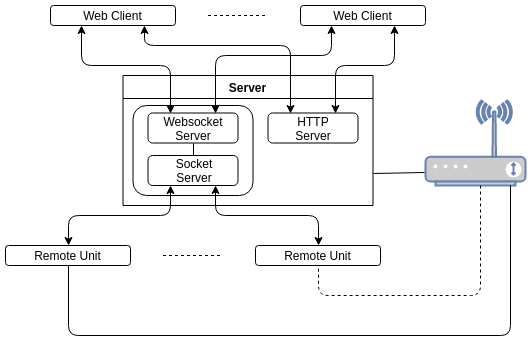 Web Client
Web Client
Server
Websocket
Server
HTTP
Server
Socket
Server
Remote Unit
Remote Unit